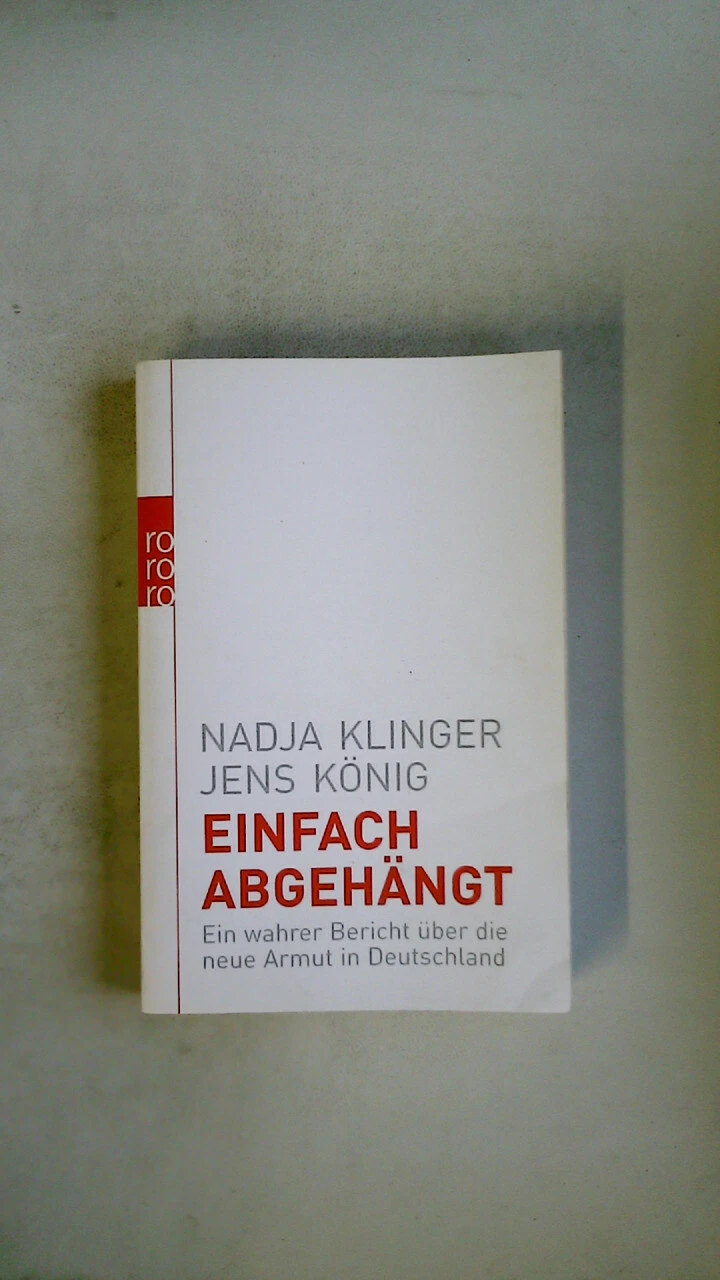 ro
ro
ro
NADJA KLINGER
JENS KÖNIG
EINFACH
ABGEHÄNGT
Ein wahrer Bericht über die
neue Armut in Deutschland